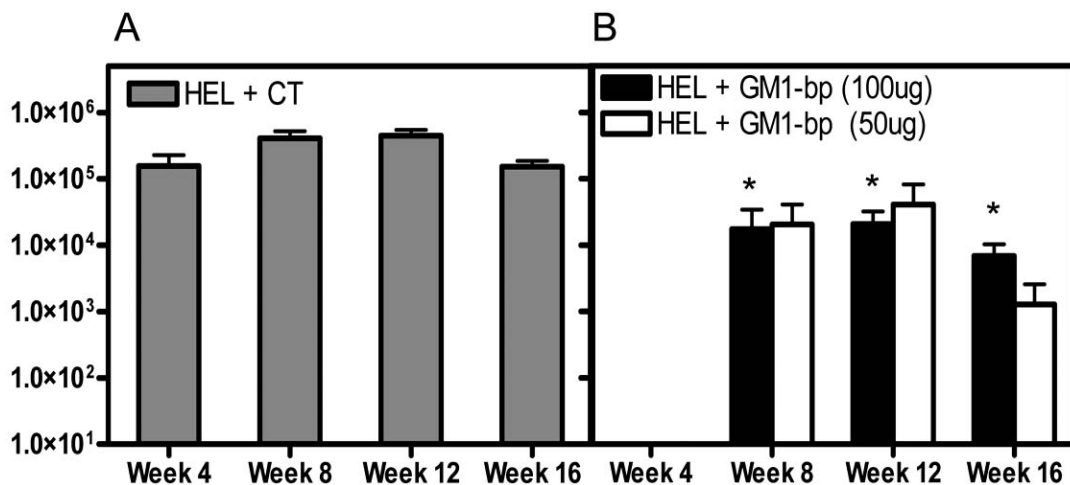 A
B
HEL + CT
HEL + GM1-bp (100ug)
HEL + GM1-bp (50ug)
1.0×10⁶
1.0×10⁵
1.0×10⁴
1.0×10³
1.0×10²
1.0×10¹
* * *
Week 4 Week 8 Week 12 Week 16 Week 4 Week 8 Week 12 Week 16